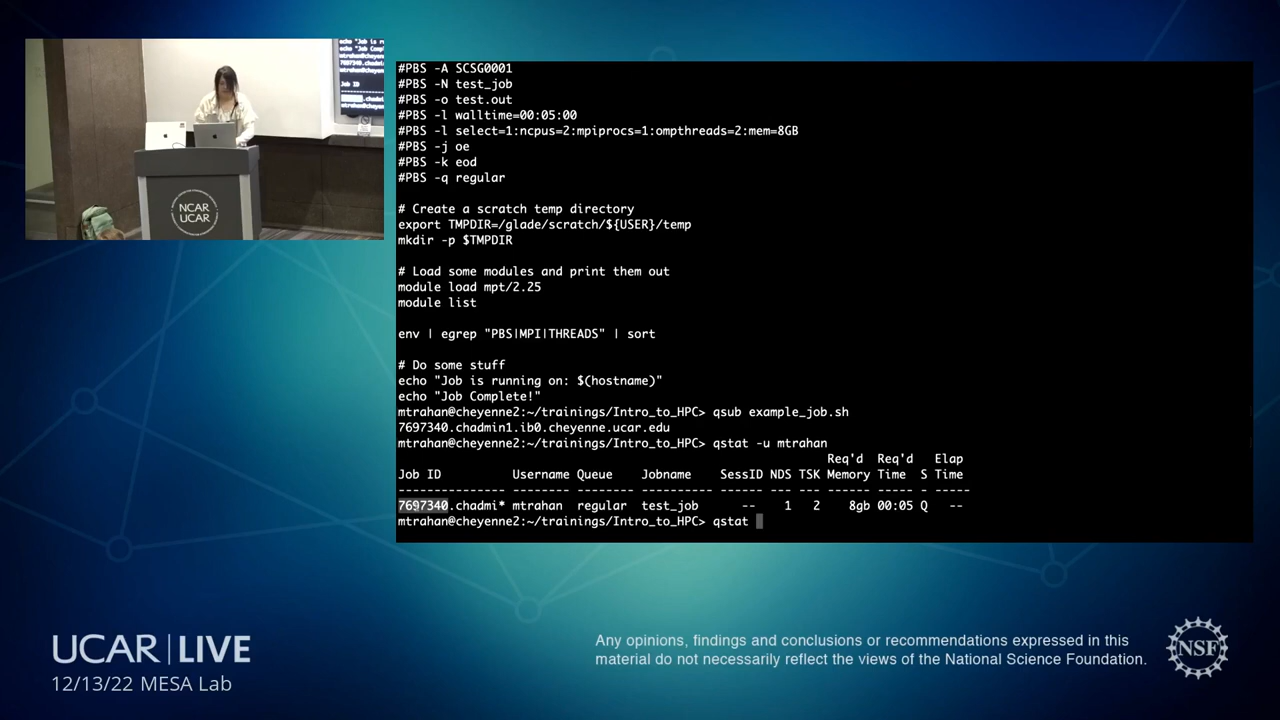 #PBS -A SCSG0001
#PBS -N test_job
#PBS -o test.out
#PBS -l walltime=00:05:00
#PBS -l select=1:ncpus=2:mpiprocs=1:ompthreads=2:mem=8GB
#PBS -j oe
#PBS -k eod
#PBS -q regular
# Create a scratch temp directory
export TMPDIR=/glade/scratch/${USER}/temp
mkdir -p $TMPDIR
# Load some modules and print them out
module load mpt/2.25
module list
env | egrep "PBS|MPI|THREADS" | sort
# Do some stuff
echo "Job is running on: $(hostname)"
echo "Job Complete!"
mtrahan@cheyenne2:~/trainings/Intro_to_HPC> qsub example_job.sh
7697340.chadmin1.ib0.cheyenne.ucar.edu
mtrahan@cheyenne2:~/trainings/Intro_to_HPC> qstat -u mtrahan
Req'd Req'd Elap
Job ID Username Queue Jobname SessID NDS TSK Memory Time S Time
--------------- -------- -------- ---------- ------ --- --- ------ ----- - -----
7697340.chadmi* mtrahan regular test_job -- 1 2 8gb 00:05 Q --
mtrahan@cheyenne2:~/trainings/Intro_to_HPC> qstat
NCAR
UCAR
UCAR | LIVE
12/13/22 MESA Lab
Any opinions, findings and conclusions or recommendations expressed in this
material do not necessarily reflect the views of the National Science Foundation.
NSF